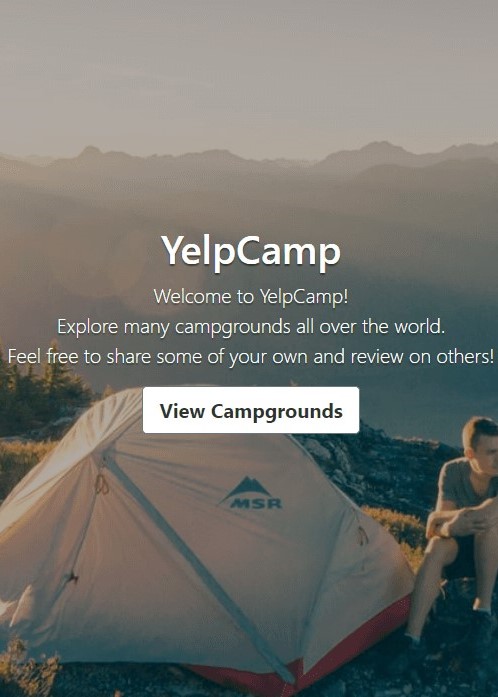 YelpCamp
Welcome to YelpCamp!
Explore many campgrounds all over the world.
Feel free to share some of your own and review on others!
View Campgrounds
MSR